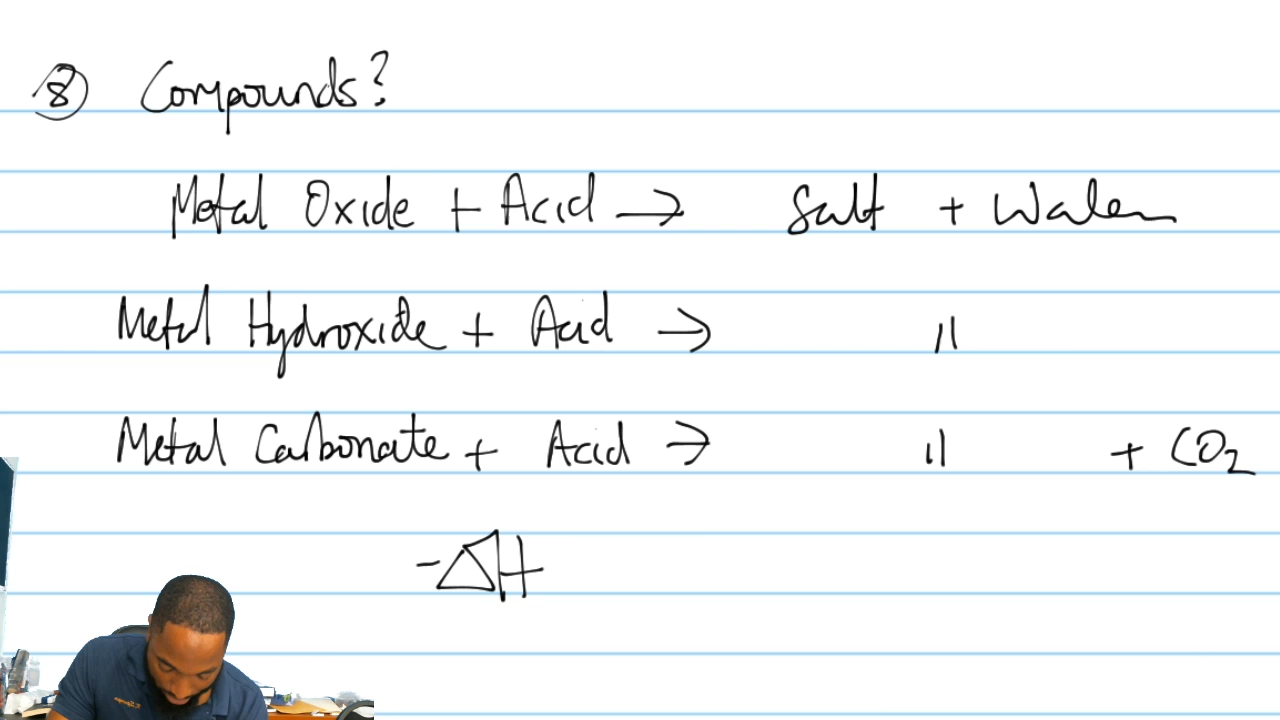 ⑧ Compounds?
Metal Oxide + Acid → Salt + Water
Metal Hydroxide + Acid → "
Metal Carbonate + Acid → " + CO₂
-ΔH